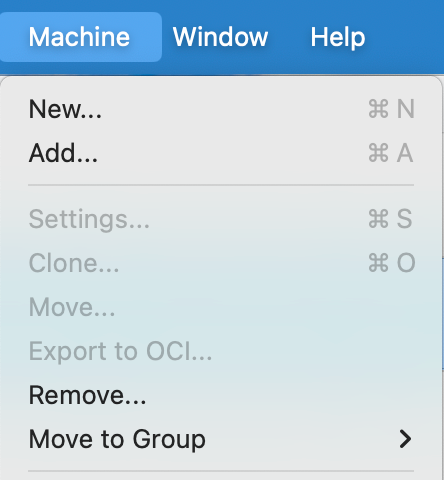 Machine Window Help
New... ⌘ N
Add... ⌘ A
Settings... ⌘ S
Clone... ⌘ O
Move...
Export to OCI...
Remove...
Move to Group